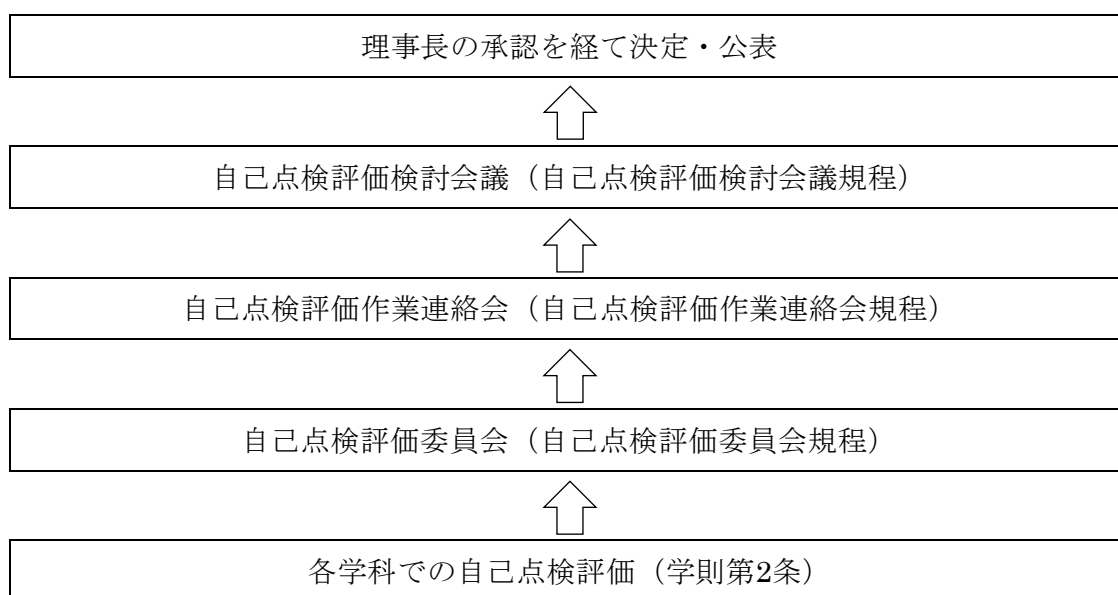 理事長の承認を経て決定・公表
自己点検評価検討会議（自己点検評価検討会議規程）
自己点検評価作業連絡会（自己点検評価作業連絡会規程）
自己点検評価委員会（自己点検評価委員会規程）
各学科での自己点検評価（学則第2条）